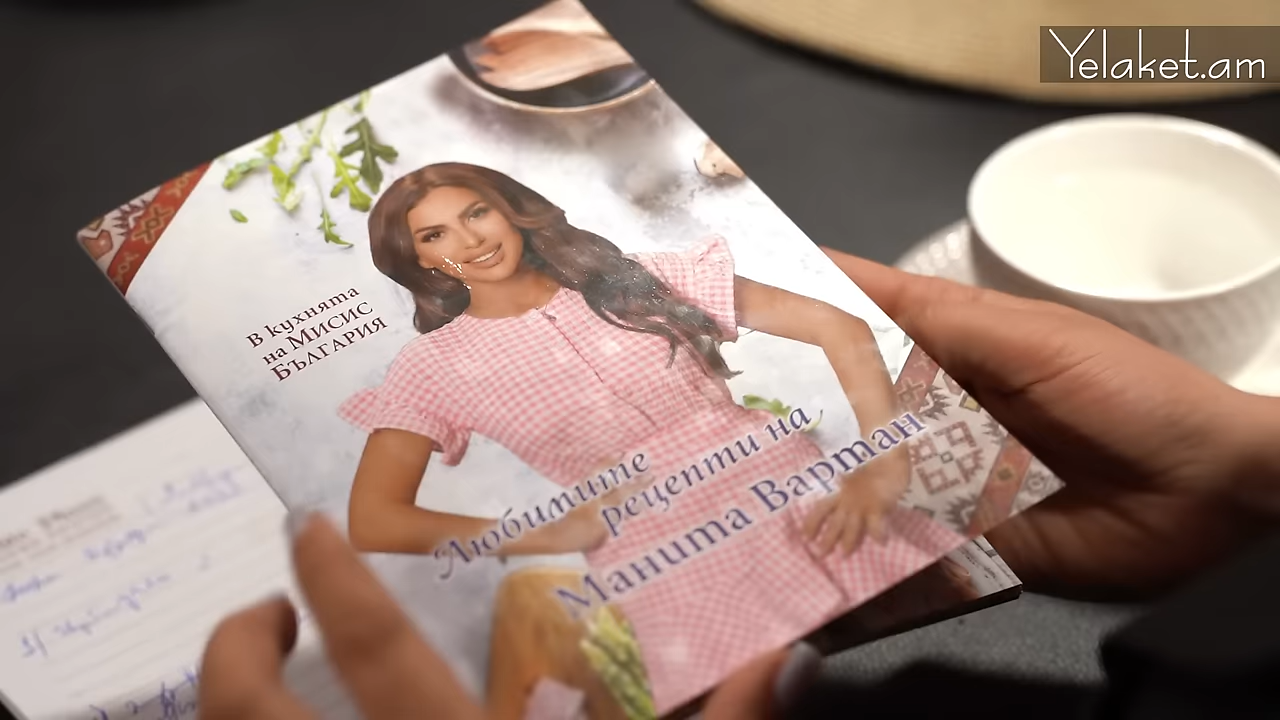 Yelaket.am
В кухнята
на МИСИС
БЪЛГАРИЯ
Любимите
рецепти на
Манита Вартан